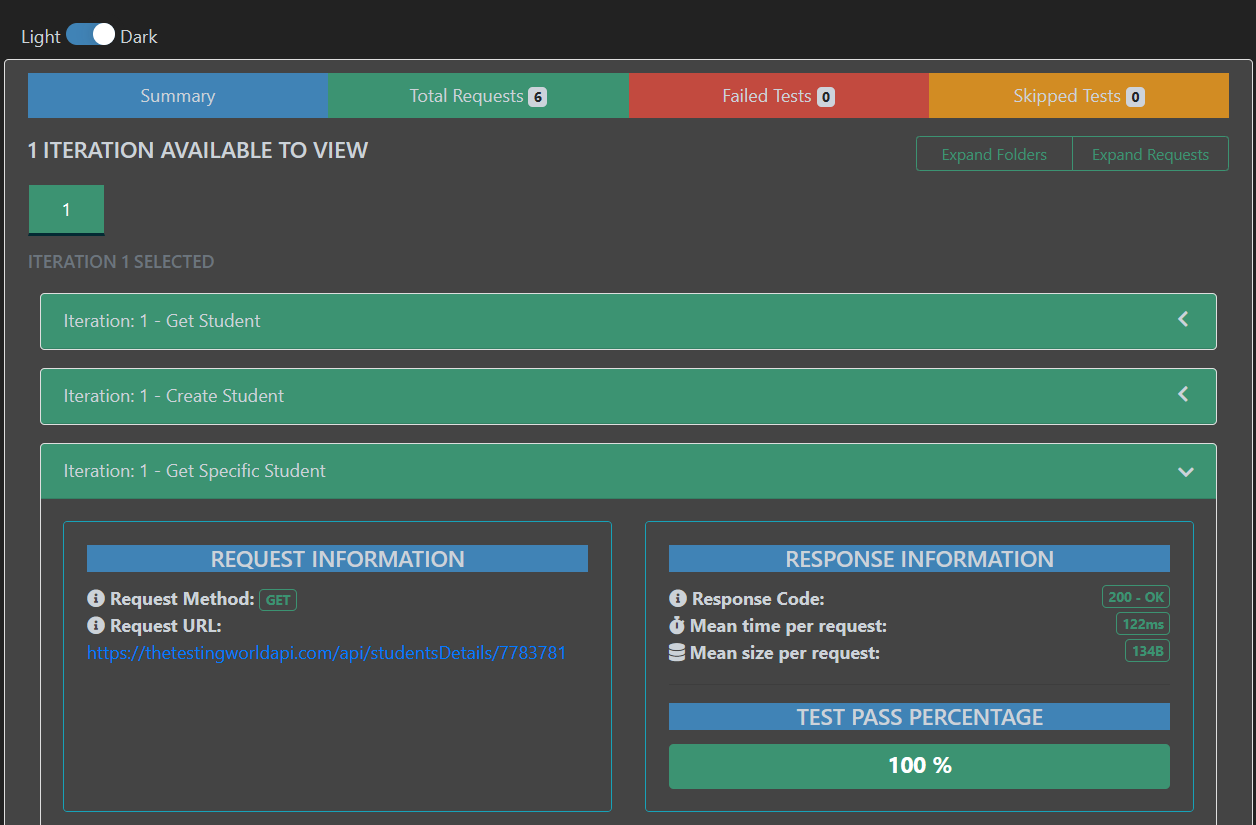 Light Dark
Summary Total Requests 6 Failed Tests 0 Skipped Tests 0
1 ITERATION AVAILABLE TO VIEW
Expand Folders Expand Requests
1
ITERATION 1 SELECTED
Iteration: 1 - Get Student
Iteration: 1 - Create Student
Iteration: 1 - Get Specific Student
REQUEST INFORMATION
Request Method: GET
Request URL:
https://thetestingworldapi.com/api/studentsDetails/7783781
RESPONSE INFORMATION
Response Code: 200 - OK
Mean time per request: 122ms
Mean size per request: 134B
TEST PASS PERCENTAGE
100 %